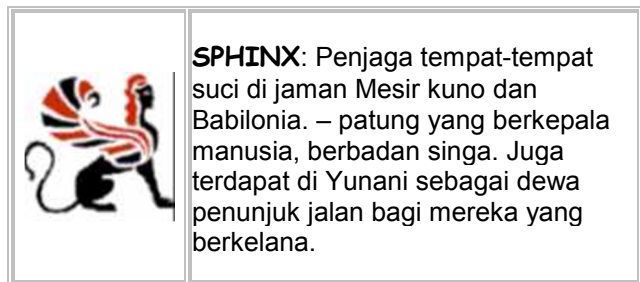 SPHINX: Penjaga tempat-tempat
suci di jaman Mesir kuno dan
Babilonia. – patung yang berkepala
manusia, berbadan singa. Juga
terdapat di Yunani sebagai dewa
penunjuk jalan bagi mereka yang
berkelana.